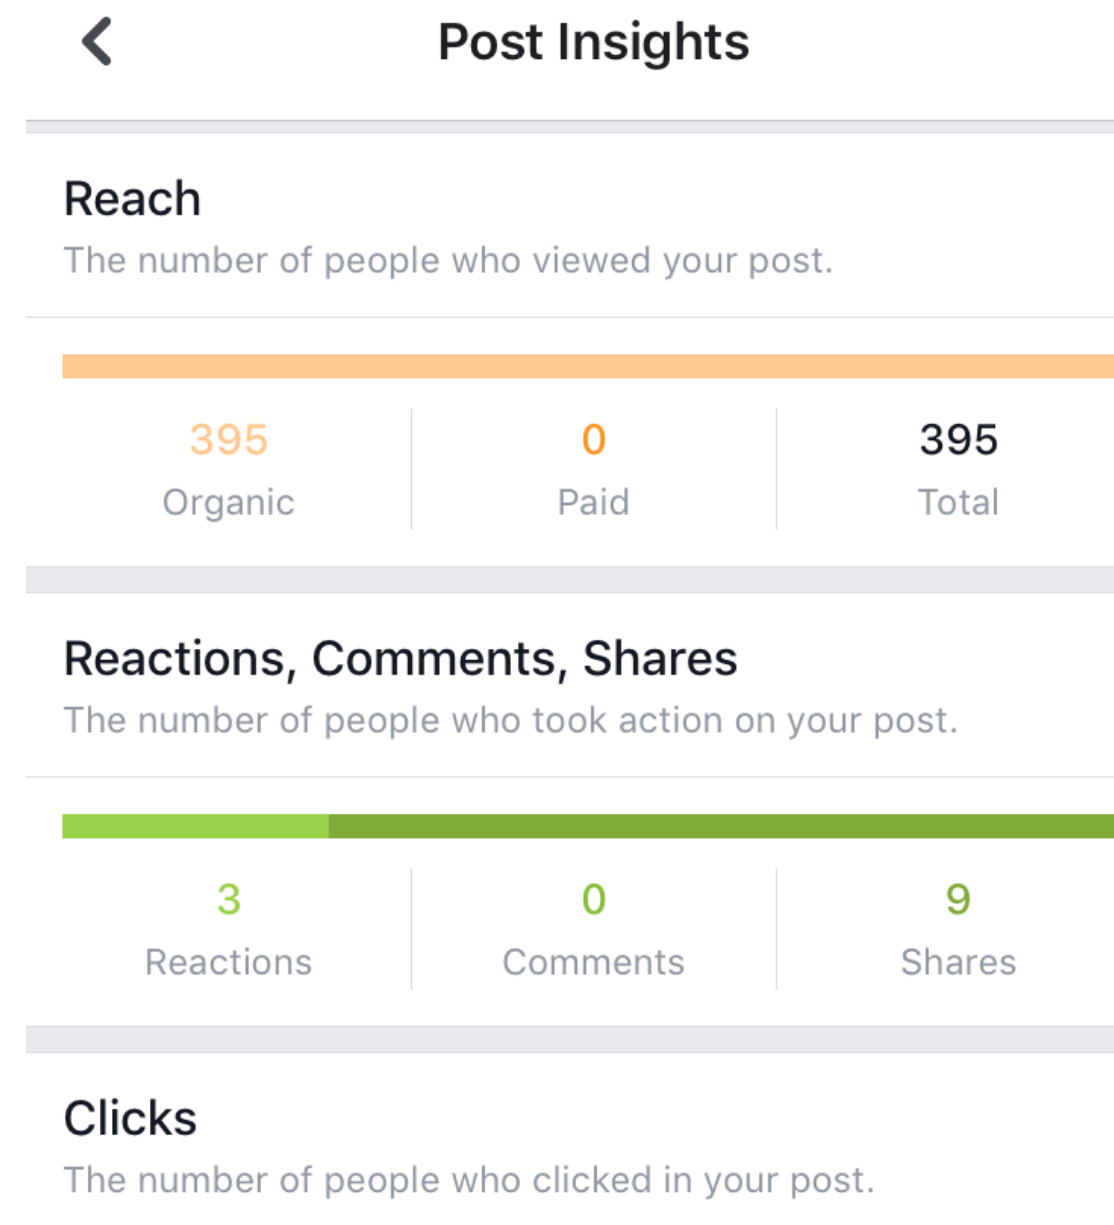 Post Insights
Reach
The number of people who viewed your post.
395 0 395
Organic Paid Total
Reactions, Comments, Shares
The number of people who took action on your post.
3 0 9
Reactions Comments Shares
Clicks
The number of people who clicked in your post.